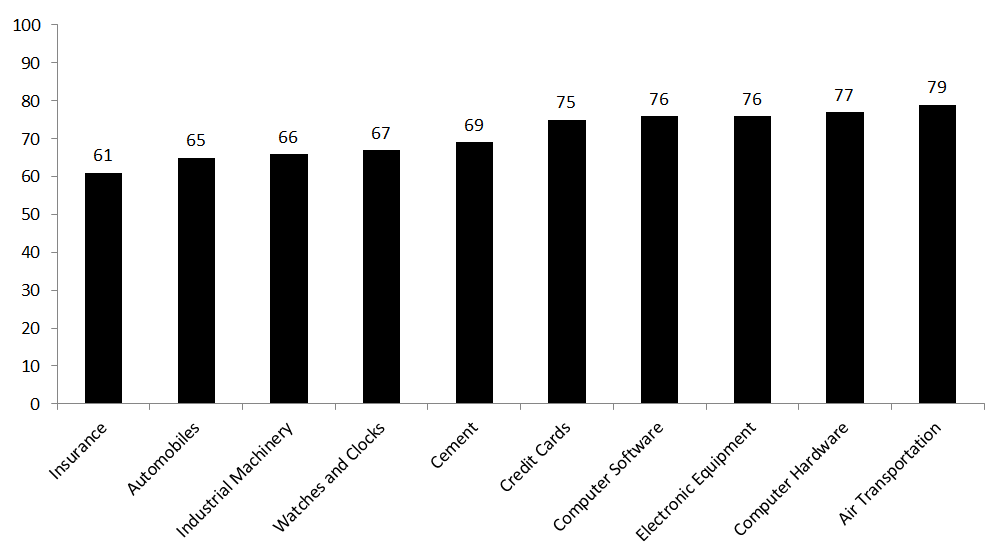 100
90
80
70
60
50
40
30
20
10
0
61
65
66
67
69
75
76
76
77
79
Insurance
Automobiles
Industrial Machinery
Watches and Clocks
Cement
Credit Cards
Computer Software
Electronic Equipment
Computer Hardware
Air Transportation